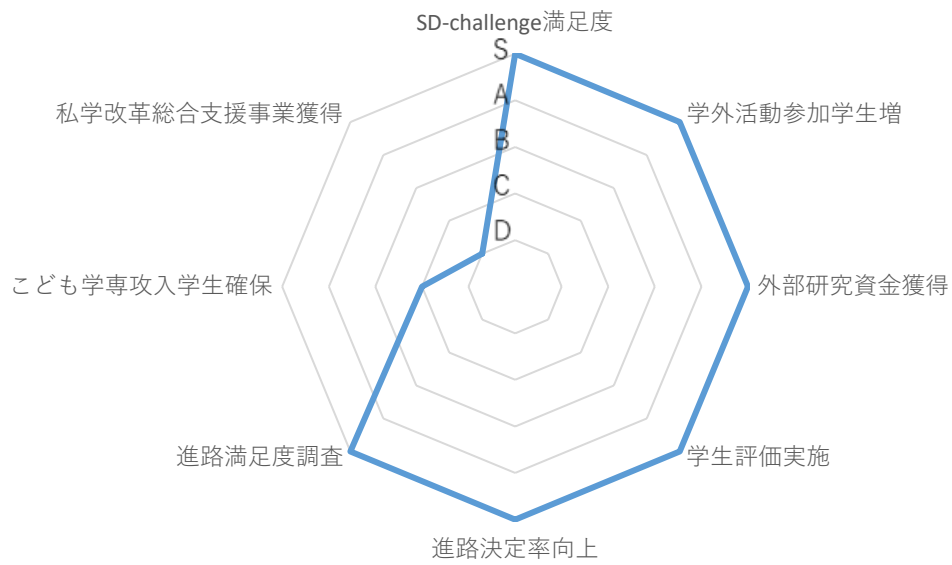 SD-challenge満足度
S
A
B
C
D
学外活動参加学生増
外部研究資金獲得
学生評価実施
進路決定率向上
進路満足度調査
こども学専攻入学生確保
私学改革総合支援事業獲得